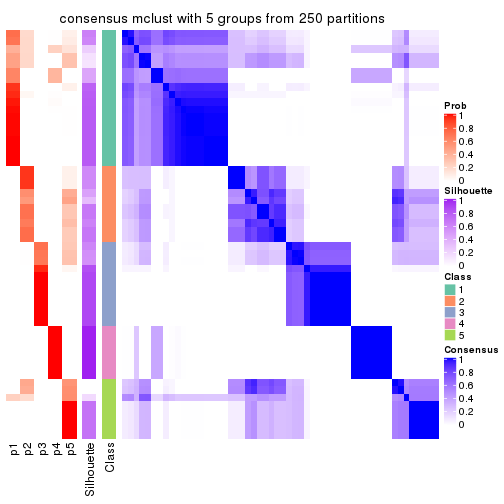 consensus mclust with 5 groups from 250 partitions
Prob
1
0.8
0.6
0.4
0.2
0
Silhouette
1
0.8
0.6
0.4
0.2
0
Class
1
2
3
4
5
Consensus
1
0.8
0.6
0.4
0.2
0
p1
p2
p3
p4
p5
Silhouette
Class